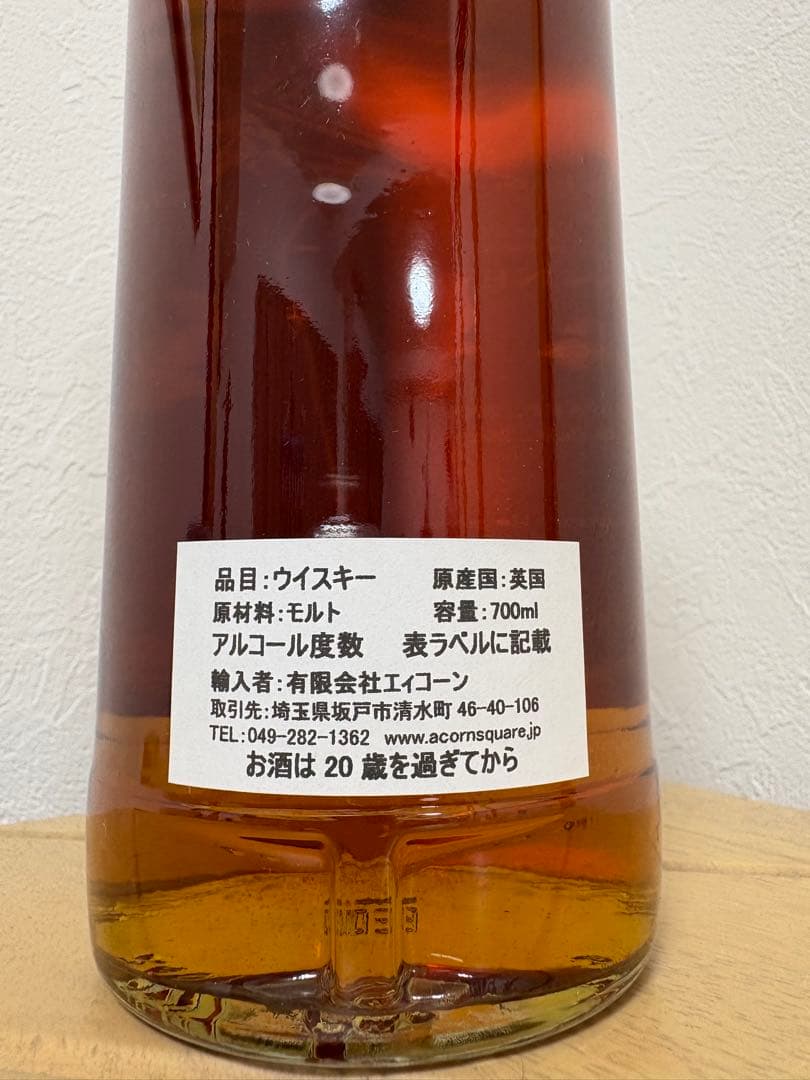 品目：ウイスキー　原産国：英国
原材料：モルト　容量：700ml
アルコール度数　表ラベルに記載
輸入者：有限会社エィコーン
取引先：埼玉県坂戸市清水町 46-40-106
TEL：049-282-1362 www.acornsquare.jp
お酒は 20 歳を過ぎてから